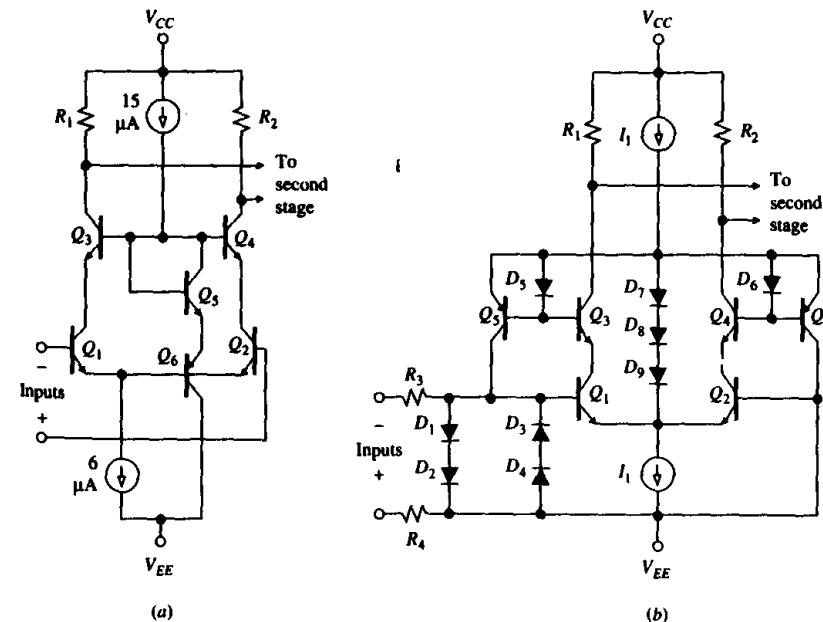 V_CC
R_1
15
μA
R_2
To
second
stage
Q_3
Q_4
Q_5
Q_1
Q_6
Q_2
−
Inputs
+
6
μA
V_EE
(a)
V_CC
R_1
I_1
R_2
To
second
stage
D_5
D_7
D_6
Q_5
Q_3
D_8
Q_4
Q
D_9
R_3
Q_1
Q_2
−
D_1
D_3
Inputs
D_2
D_4
I_1
+
R_4
V_EE
(b)